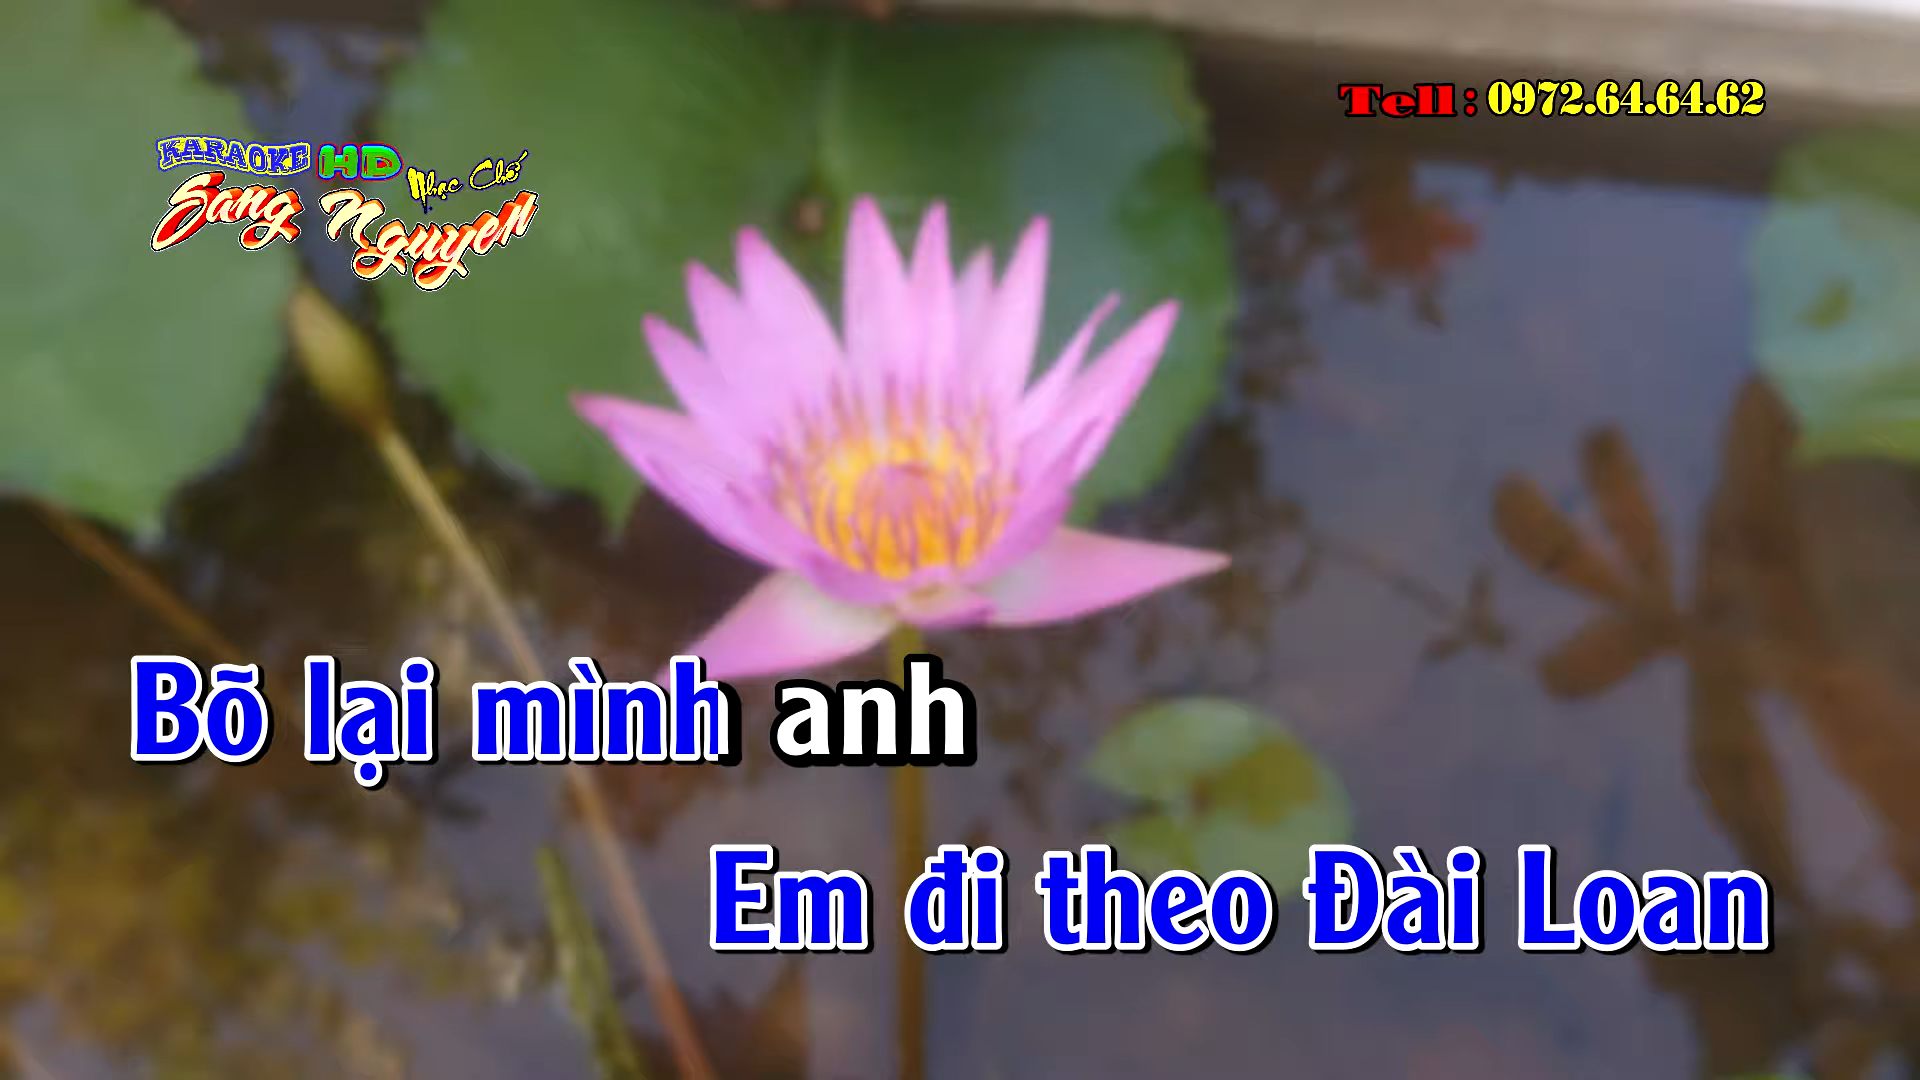 Tell : 0972.64.64.62
KARAOKE HD Nhạc Chế
Sang Nguyen
Bõ lại mình anh
Em đi theo Đài Loan